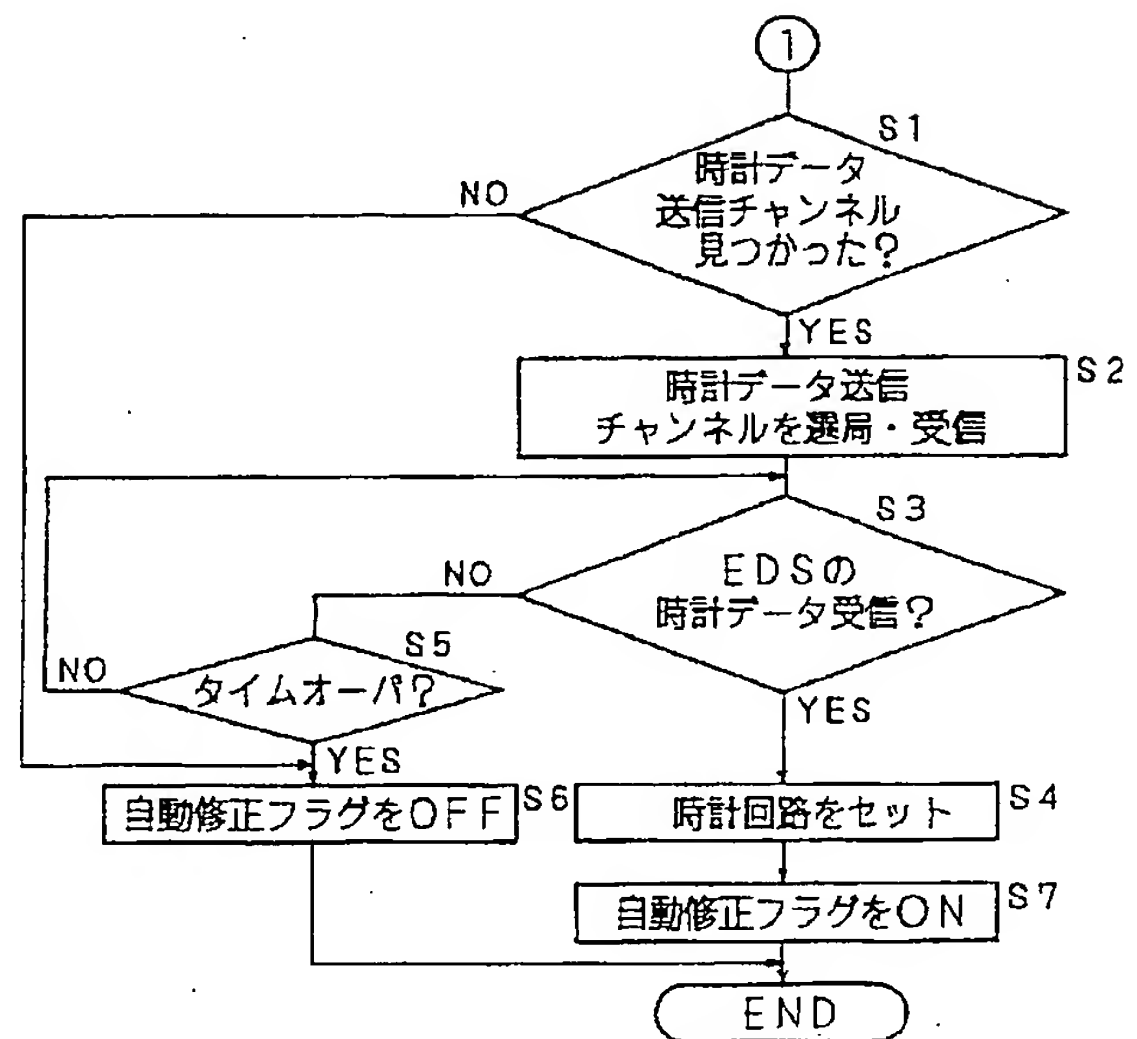 1
S1
時計データ
送信チャンネル
見つかった?
NO
YES
S2
時計データ送信
チャンネルを選局・受信
S3
EDSの
時計データ受信?
NO
YES
S5
タイムオーバ?
NO
YES
S6
自動修正フラグをOFF
S4
時計回路をセット
S7
自動修正フラグをON
END